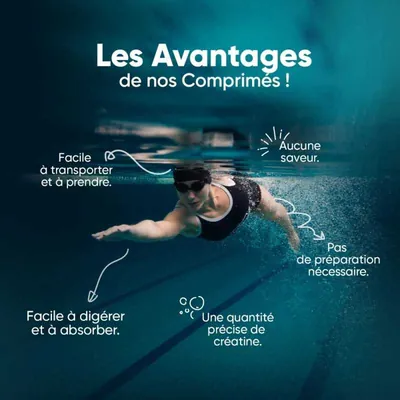 Les Avantages
de nos Comprimés !
Facile
à transporter
et à prendre.
Aucune
saveur.
Pas
de préparation
nécessaire.
Facile à digérer
et à absorber.
Une quantité
précise de
créatine.